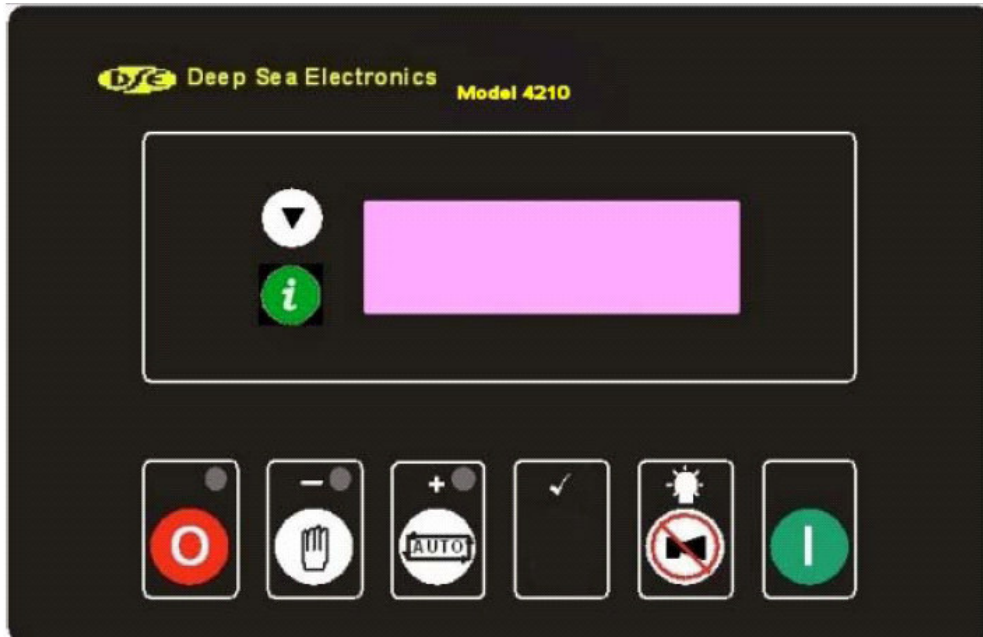 DSE Deep Sea Electronics
Model 4210
i
– +  ✓
O AUTO I